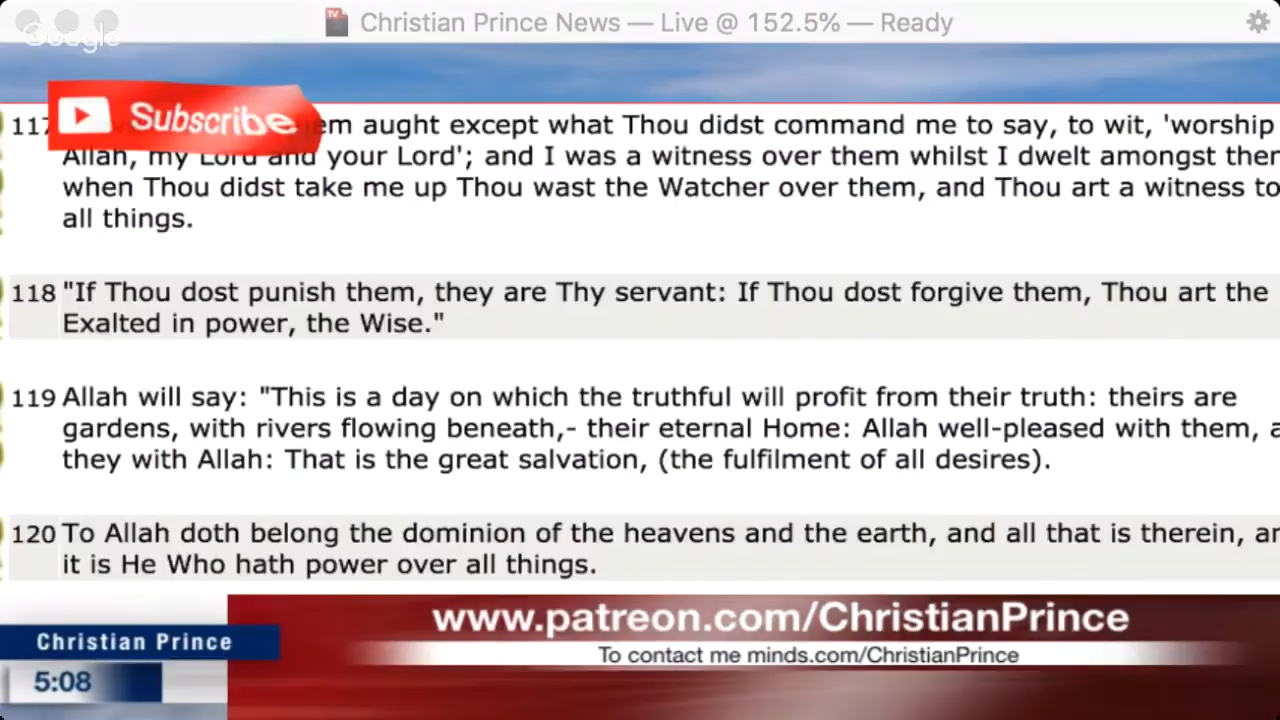 Christian Prince News — Live @ 152.5% — Ready
Google
Subscribe
117 em aught except what Thou didst command me to say, to wit, 'worship
Allah, my Lord and your Lord'; and I was a witness over them whilst I dwelt amongst
when Thou didst take me up Thou wast the Watcher over them, and Thou art a witness to
all things.
118 "If Thou dost punish them, they are Thy servant: If Thou dost forgive them, Thou art the
Exalted in power, the Wise."
119 Allah will say: "This is a day on which the truthful will profit from their truth: theirs are
gardens, with rivers flowing beneath,- their eternal Home: Allah well-pleased with them,
they with Allah: That is the great salvation, (the fulfilment of all desires).
120 To Allah doth belong the dominion of the heavens and the earth, and all that is therein,
it is He Who hath power over all things.
www.patreon.com/ChristianPrince
To contact me minds.com/ChristianPrince
Christian Prince
5:08